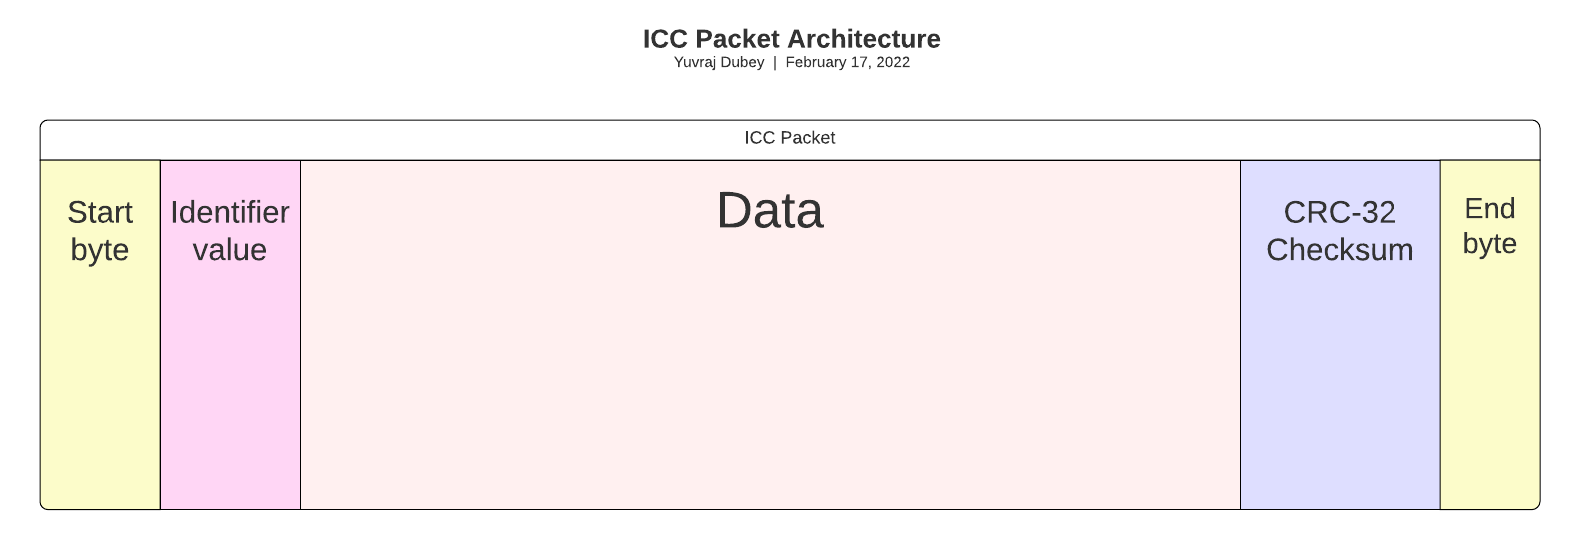 ICC Packet Architecture
Yuvraj Dubey | February 17, 2022
ICC Packet
Start
byte
Identifier
value
Data
CRC-32
Checksum
End
byte